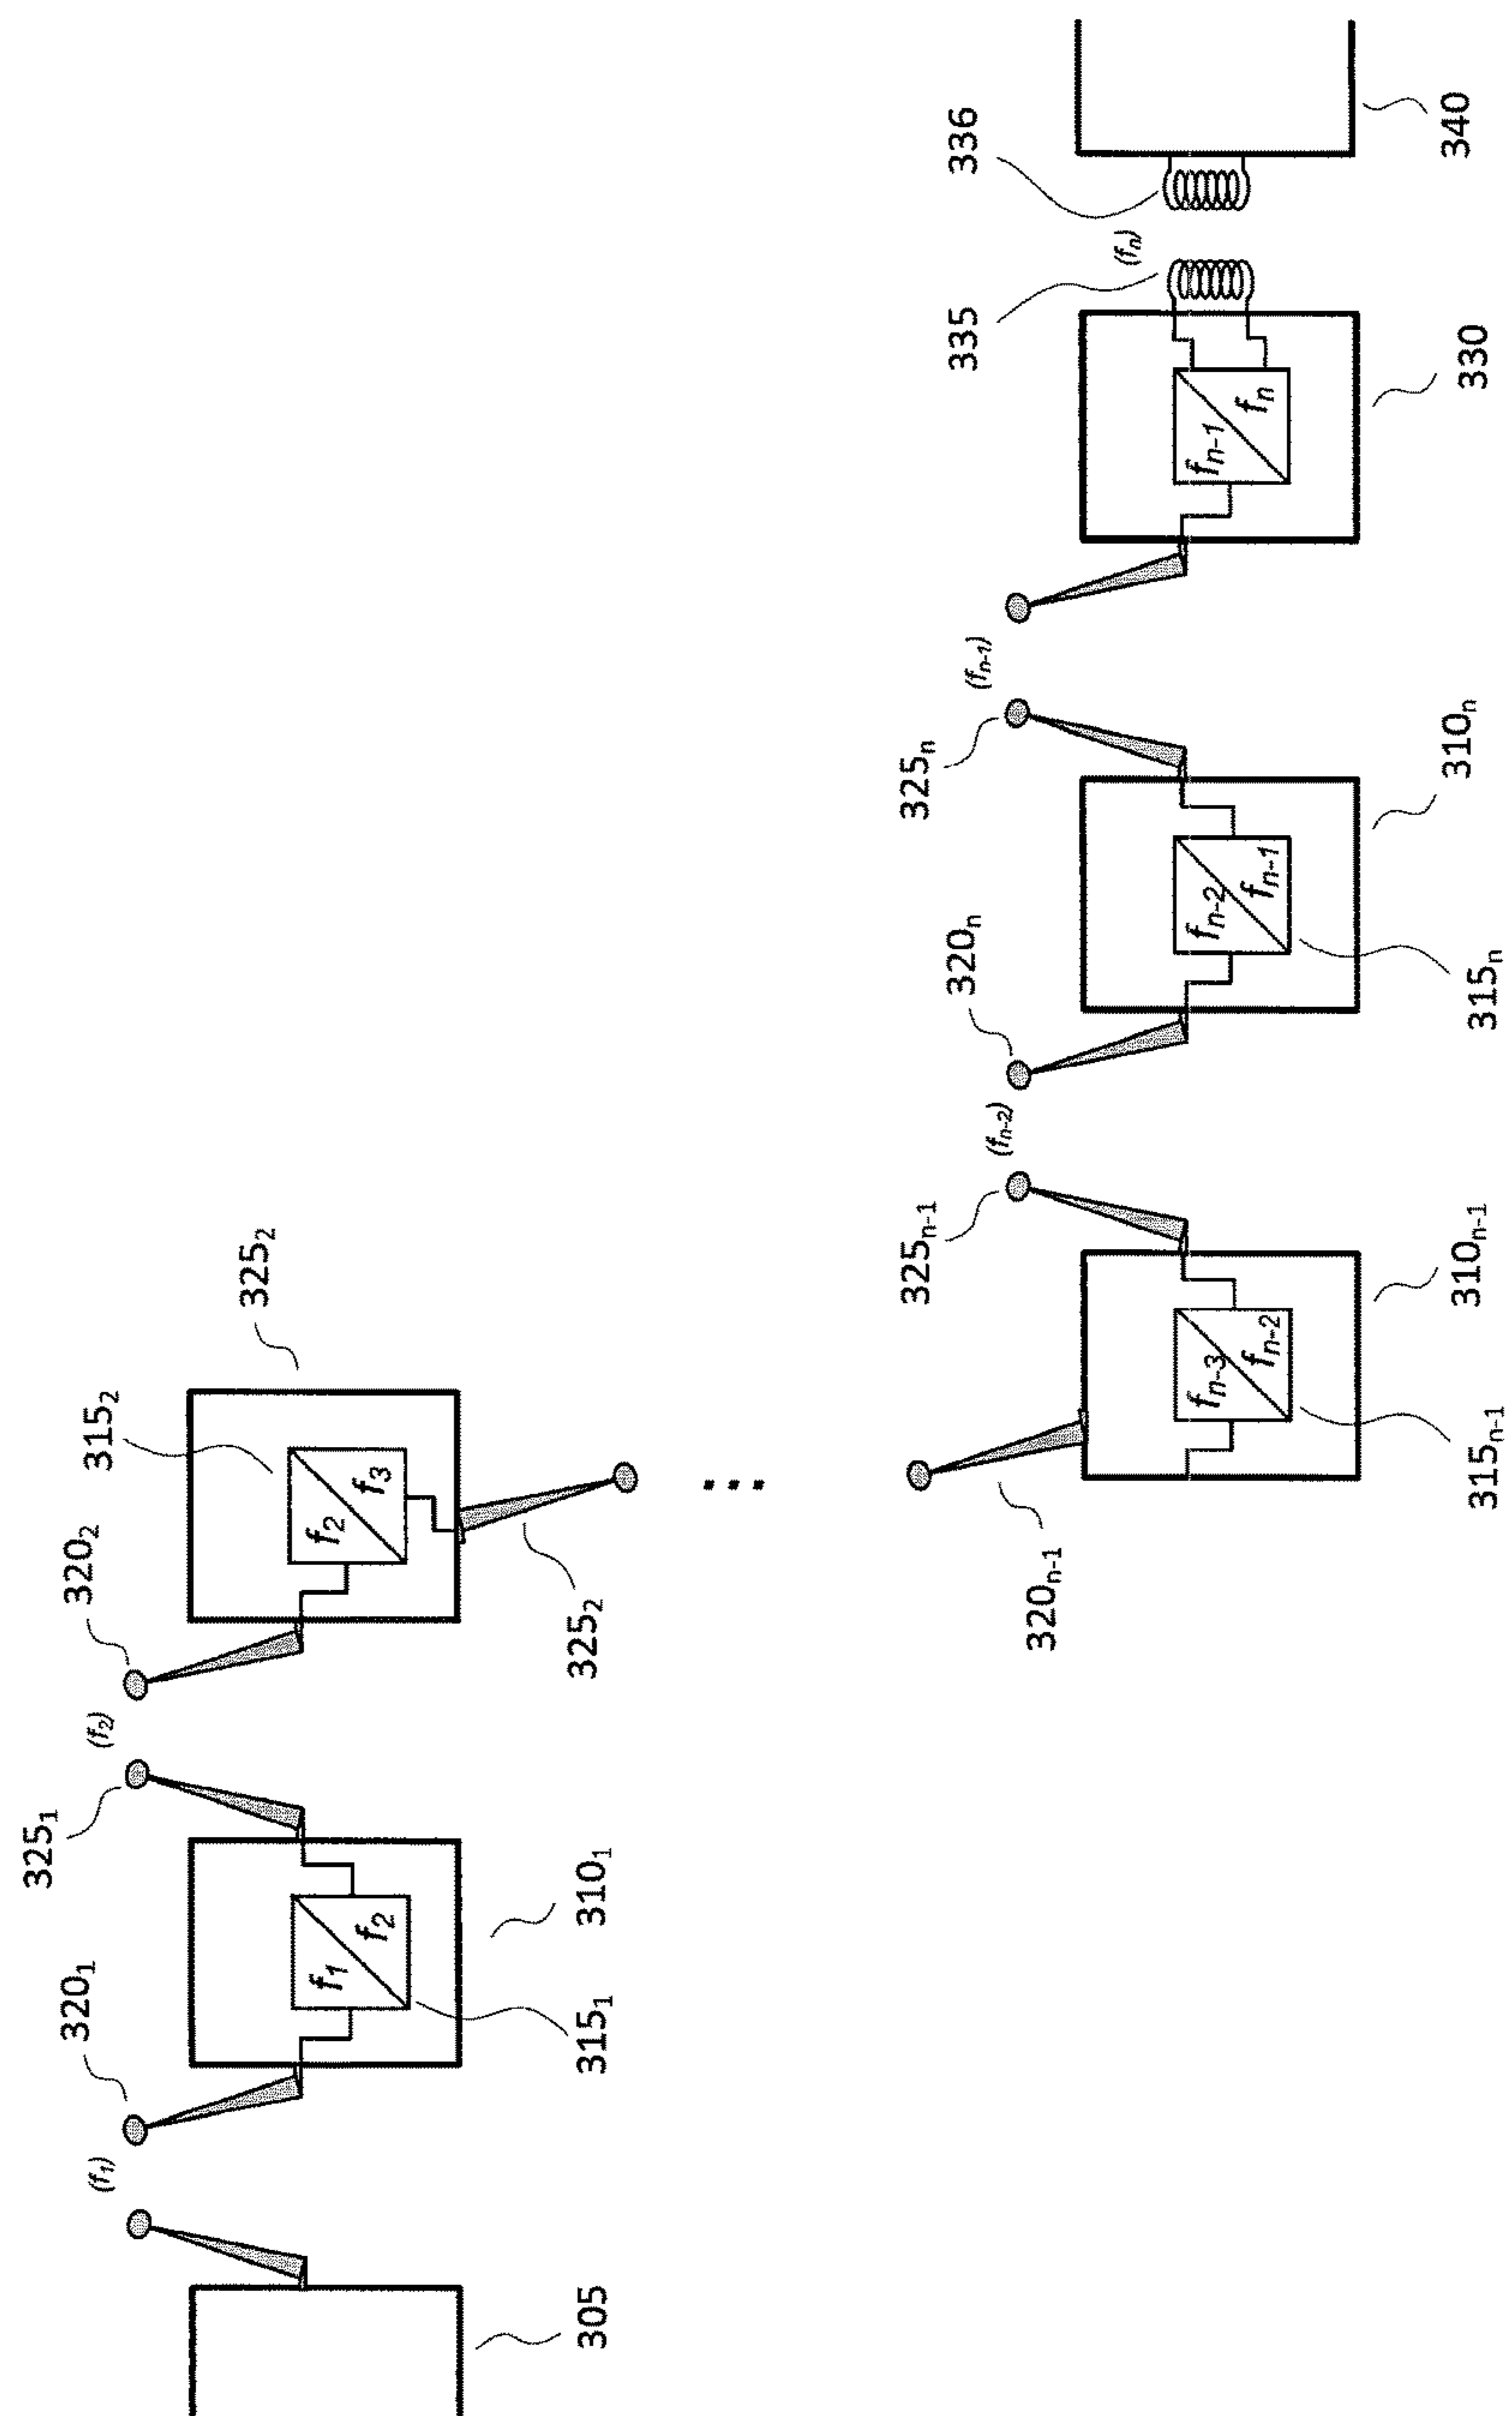 320₁
325₁
320₂
315₂
325₂
(f₁)
(f₂)
f₁
f₂
f₂
f₃
305
315₁
310₁
325₂
...
320ₙ₋₁
325ₙ₋₁
320ₙ
325ₙ
335
336
(fₙ₋₂)
(fₙ₋₁)
(fₙ)
fₙ₋₃
fₙ₋₂
fₙ₋₂
fₙ₋₁
fₙ₋₁
fₙ
315ₙ₋₁
310ₙ₋₁
315ₙ
310ₙ
330
340